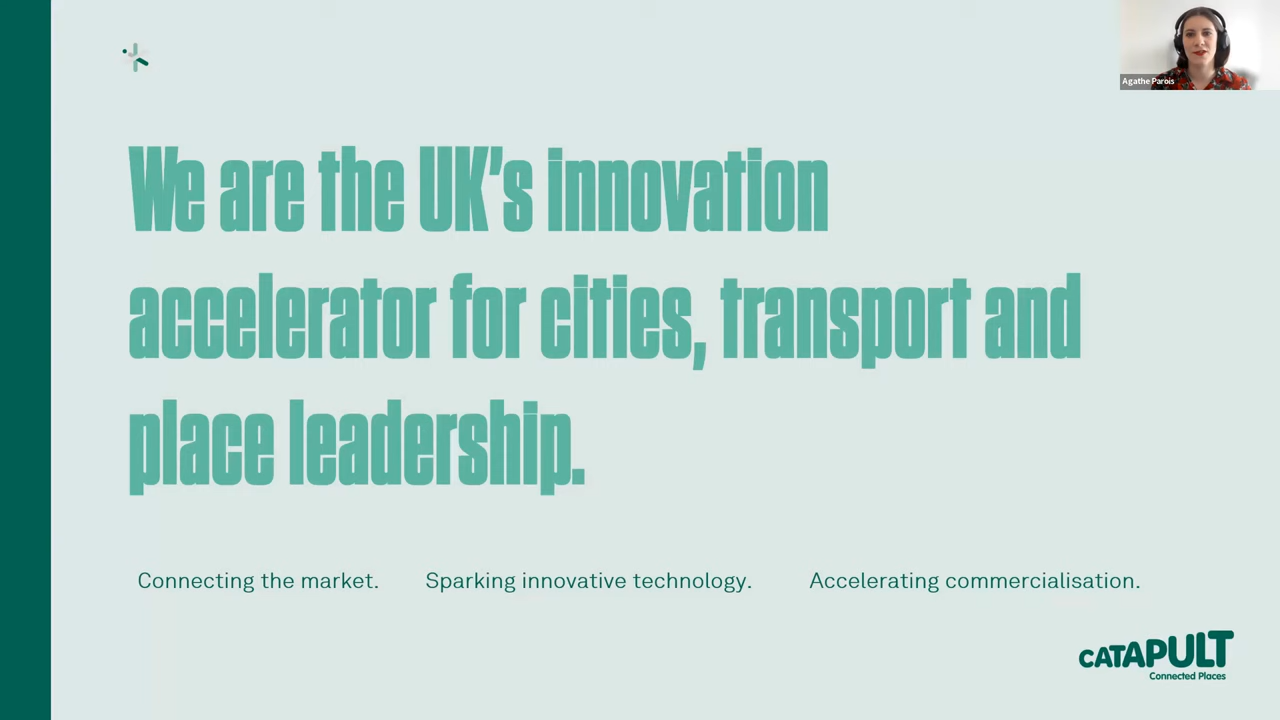 Agathe Parois
We are the UK's innovation
accelerator for cities, transport and
place leadership.
Connecting the market. Sparking innovative technology. Accelerating commercialisation.
CATAPULT
Connected Places